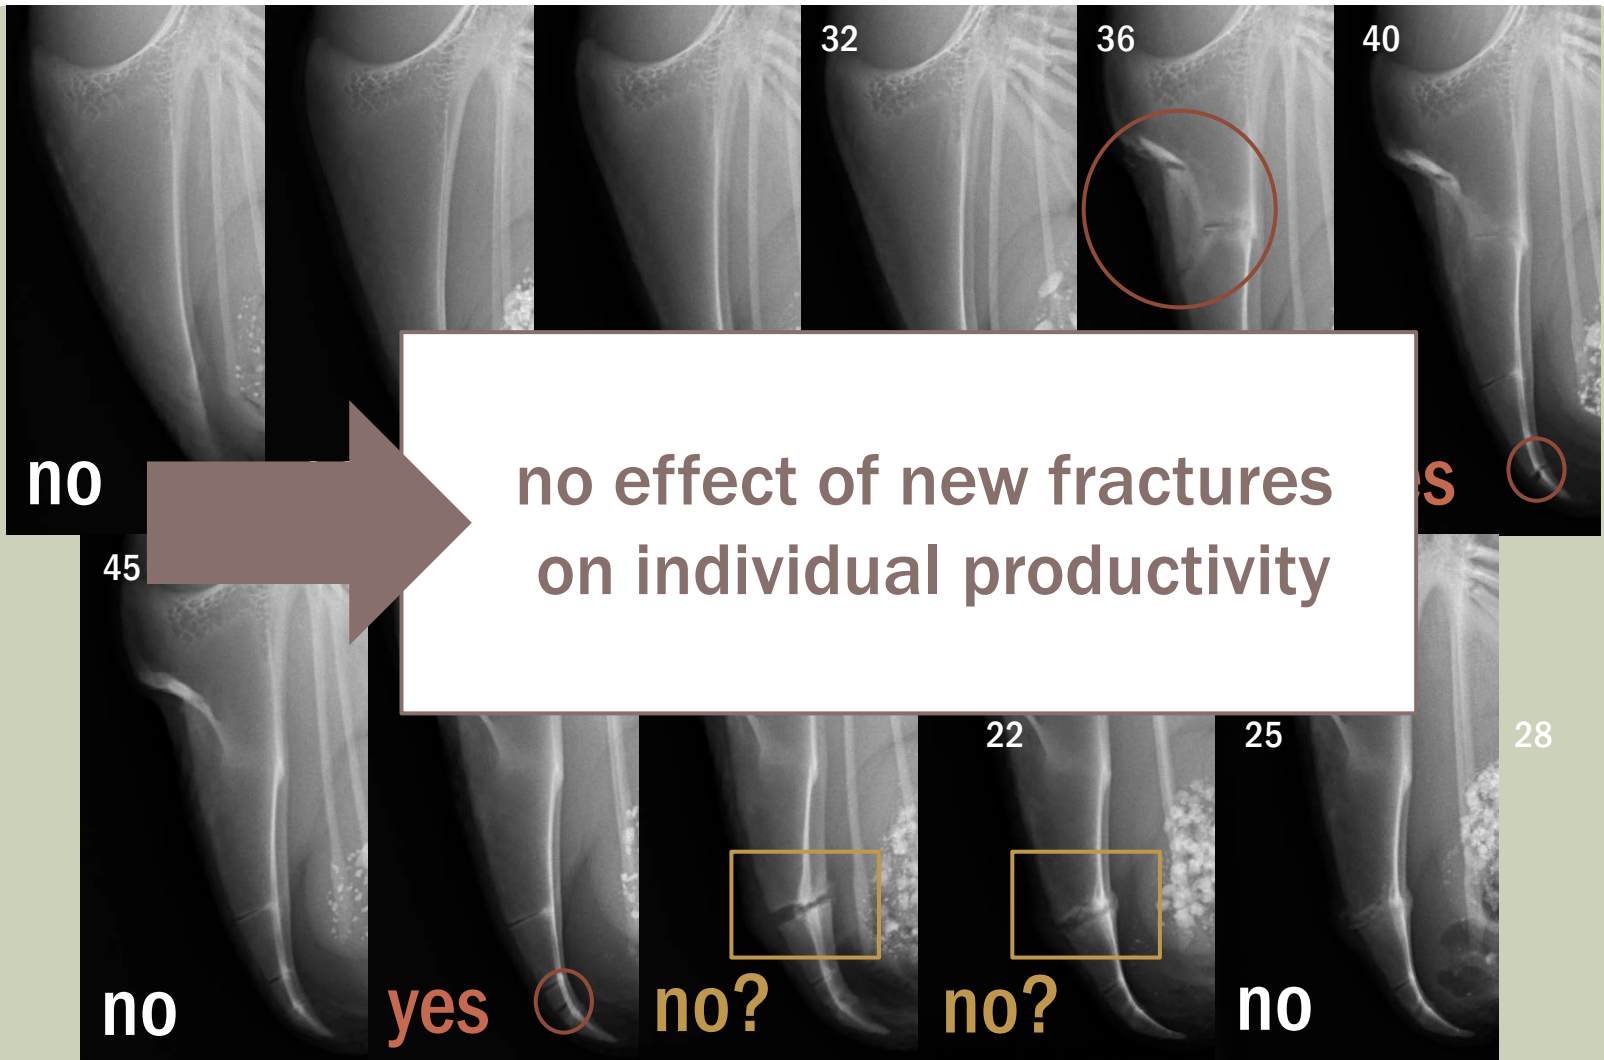 32
36
40
no
s
no effect of new fractures
on individual productivity
45
22
25
28
no
yes
no?
no?
no